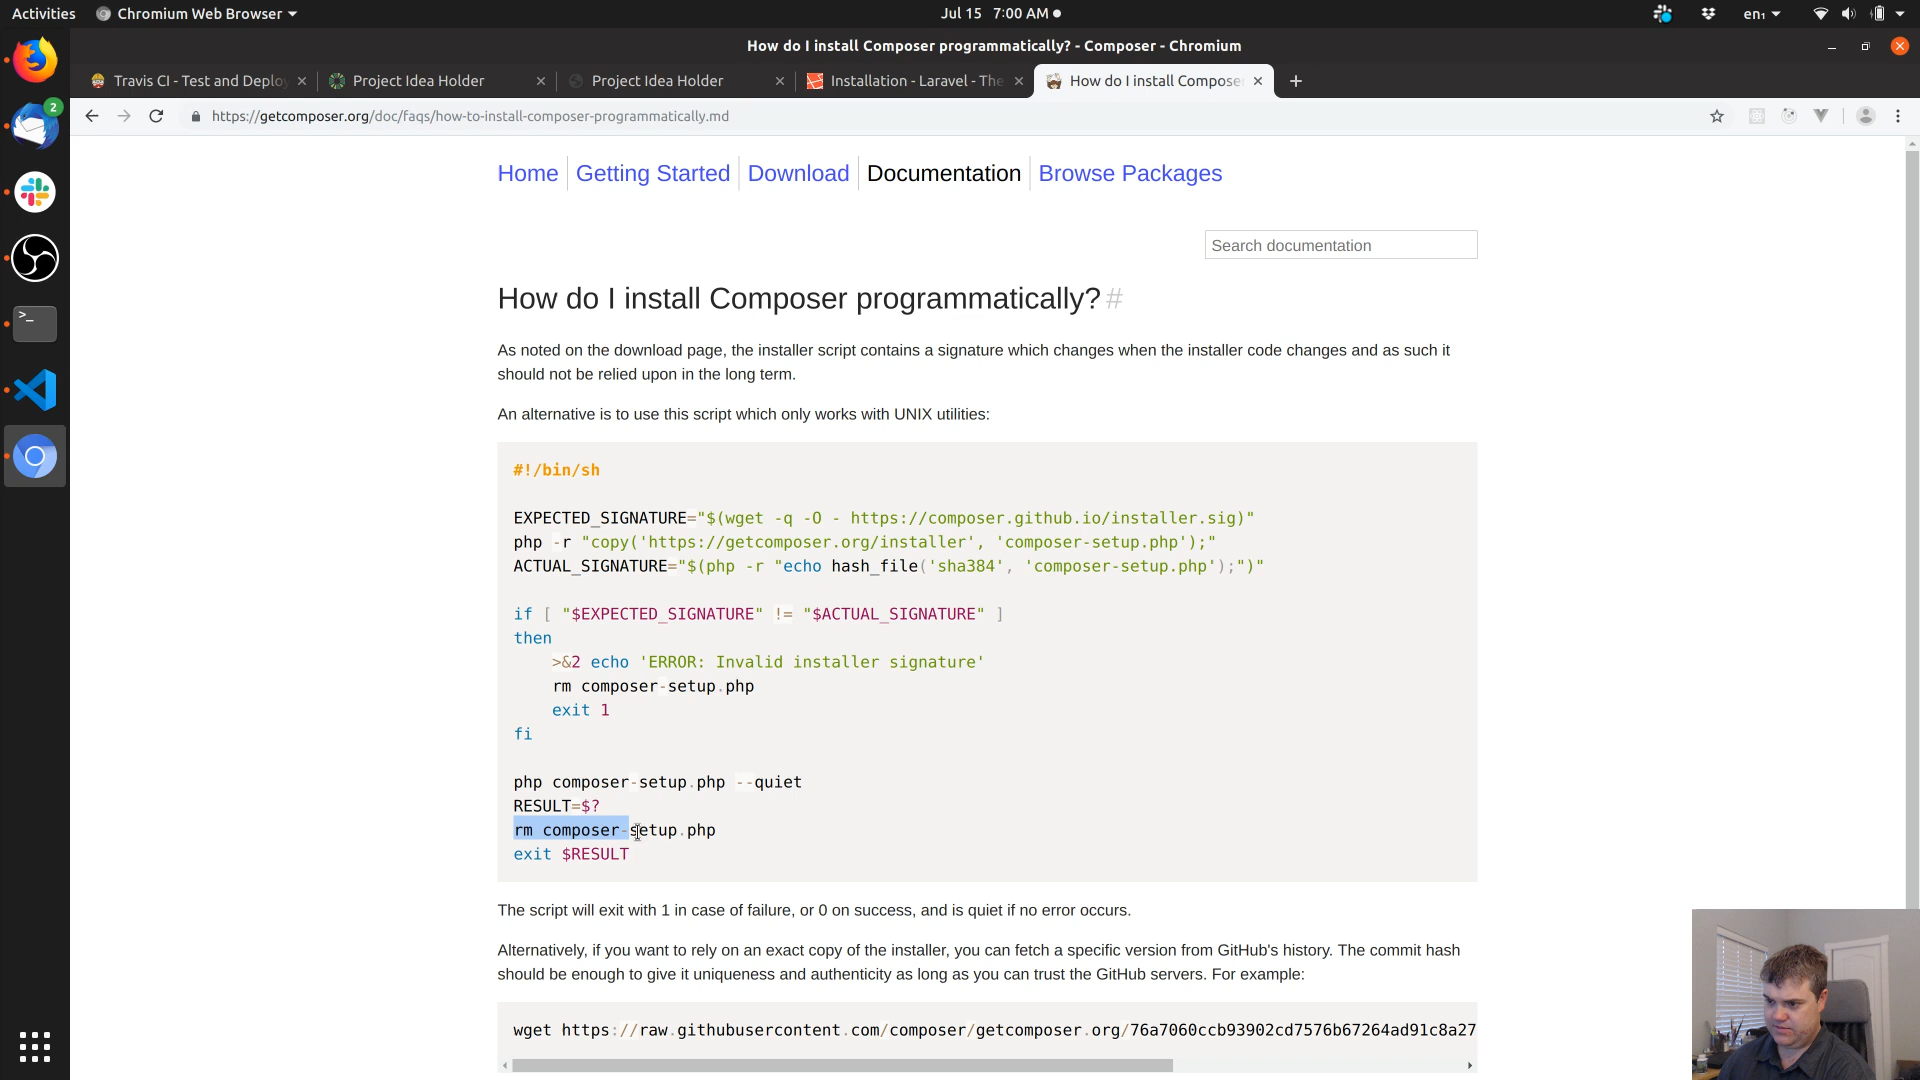 Activities
Chromium Web Browser
Jul 15 7:00 AM
en₁
How do I install Composer programmatically? - Composer - Chromium
Travis CI - Test and Deplo
Project Idea Holder
Project Idea Holder
Installation - Laravel - The
How do I install Compose
2
https://getcomposer.org/doc/faqs/how-to-install-composer-programmatically.md
Home
Getting Started
Download
Documentation
Browse Packages
Search documentation
How do I install Composer programmatically? #
As noted on the download page, the installer script contains a signature which changes when the installer code changes and as such it
should not be relied upon in the long term.
An alternative is to use this script which only works with UNIX utilities:
#!/bin/sh
EXPECTED_SIGNATURE="$(wget -q -O - https://composer.github.io/installer.sig)"
php -r "copy('https://getcomposer.org/installer', 'composer-setup.php');"
ACTUAL_SIGNATURE="$(php -r "echo hash_file('sha384', 'composer-setup.php');")"
if [ "$EXPECTED_SIGNATURE" != "$ACTUAL_SIGNATURE" ]
then
>&2 echo 'ERROR: Invalid installer signature'
rm composer-setup.php
exit 1
fi
php composer-setup.php --quiet
RESULT=$?
rm composer-setup.php
exit $RESULT
The script will exit with 1 in case of failure, or 0 on success, and is quiet if no error occurs.
Alternatively, if you want to rely on an exact copy of the installer, you can fetch a specific version from GitHub's history. The commit hash
should be enough to give it uniqueness and authenticity as long as you can trust the GitHub servers. For example:
wget https://raw.githubusercontent.com/composer/getcomposer.org/76a7060ccb93902cd7576b67264ad91c8a27